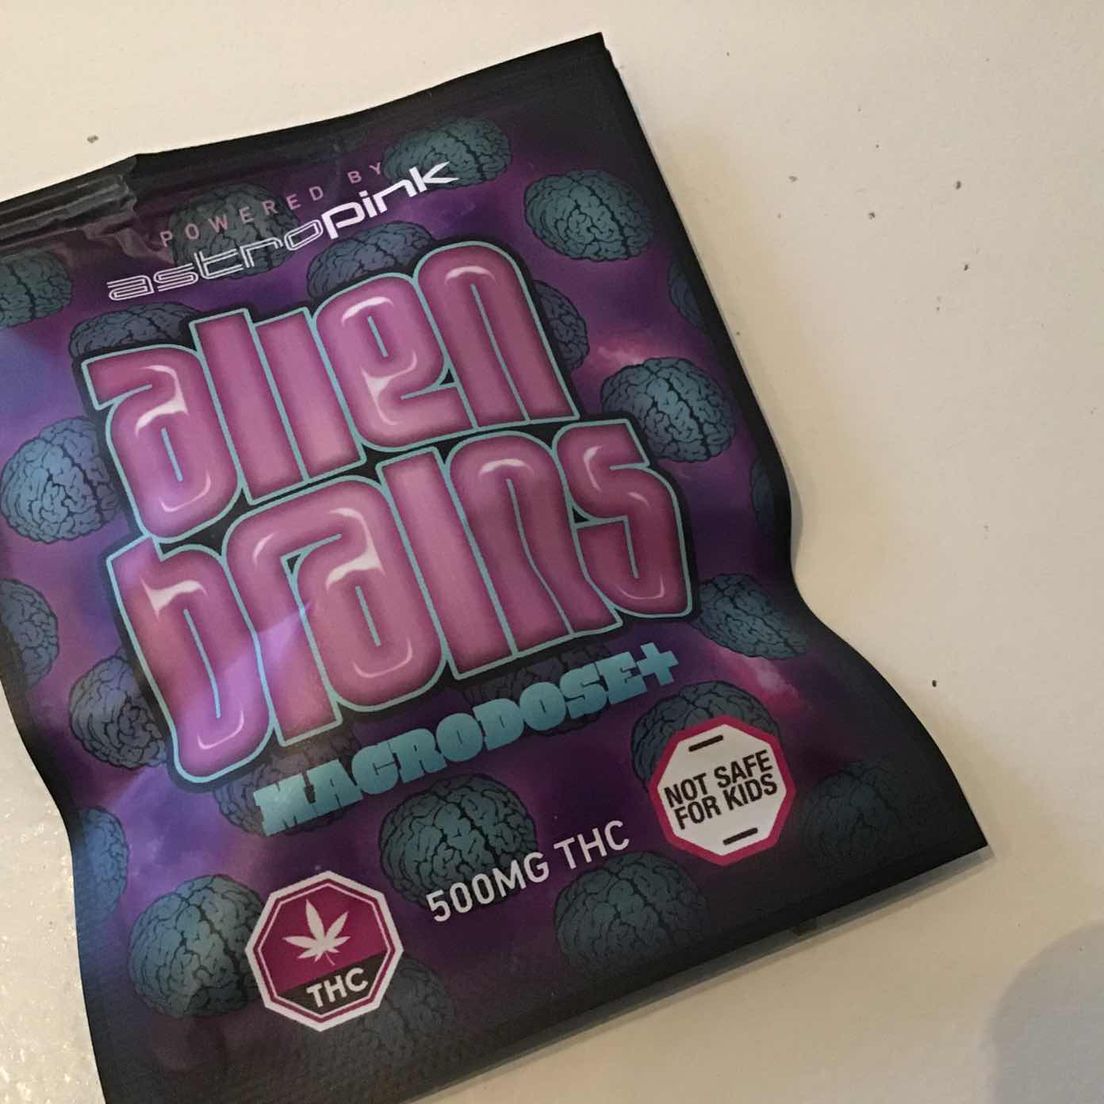 POWERED BY
astropink
alien
brains
MACRODOSE+
NOT SAFE
FOR KIDS
500MG THC
THC